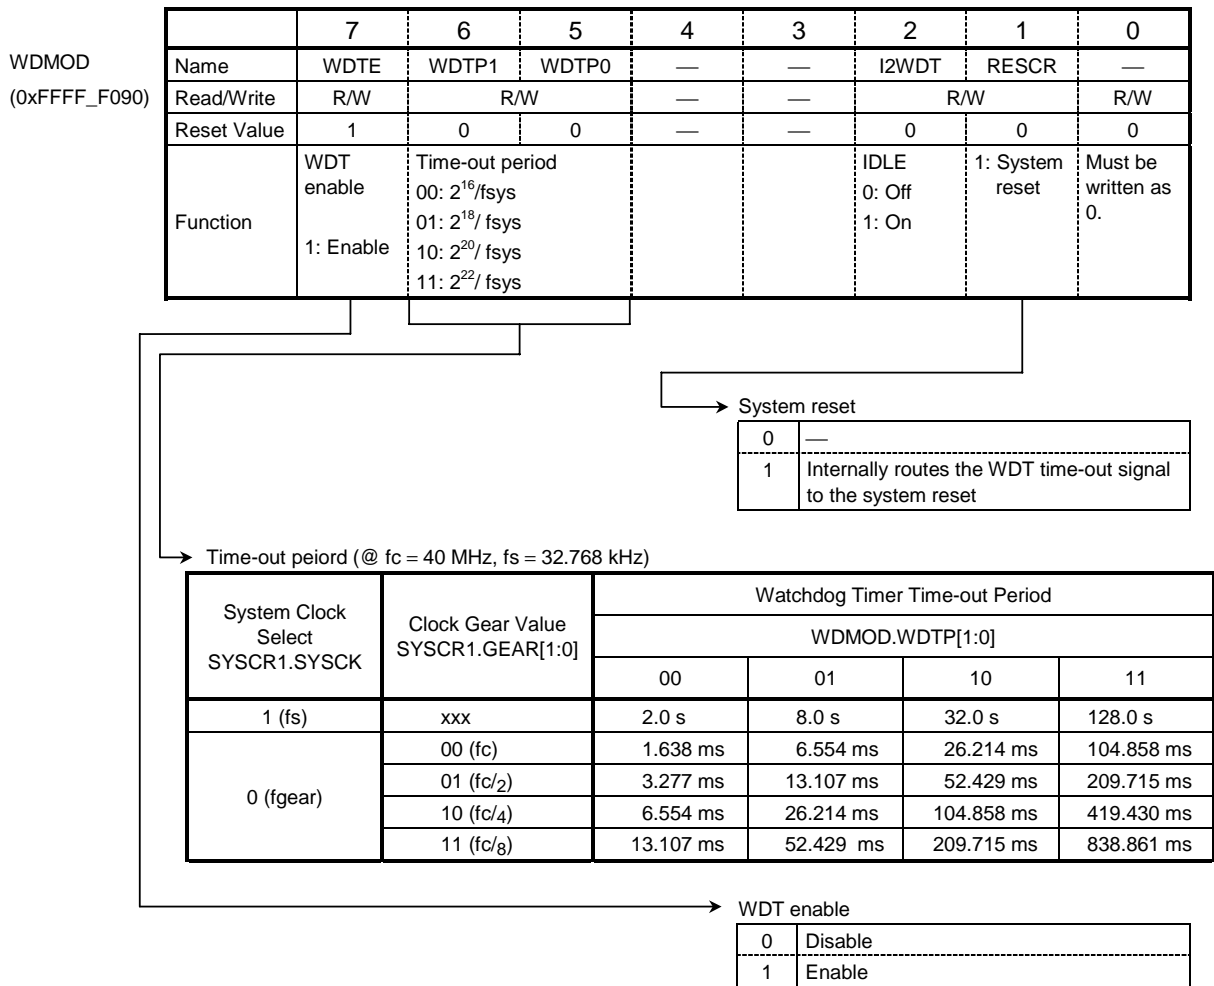 7 6 5 4 3 2 1 0
WDMOD
(0xFFFF_F090)
Name WDTE WDTP1 WDTP0 — — I2WDT RESCR —
Read/Write R/W R/W — — R/W R/W
Reset Value 1 0 0 — — 0 0 0
Function
WDT
enable
1: Enable
Time-out period
00: 2^16/fsys
01: 2^18/ fsys
10: 2^20/ fsys
11: 2^22/ fsys
IDLE
0: Off
1: On
1: System
reset
Must be
written as
0.
System reset
0 —
1 Internally routes the WDT time-out signal
to the system reset
Time-out peiord (@ fc = 40 MHz, fs = 32.768 kHz)
System Clock
Select
SYSCR1.SYSCK
Clock Gear Value
SYSCR1.GEAR[1:0]
Watchdog Timer Time-out Period
WDMOD.WDTP[1:0]
00 01 10 11
1 (fs) xxx 2.0 s 8.0 s 32.0 s 128.0 s
0 (fgear)
00 (fc) 1.638 ms 6.554 ms 26.214 ms 104.858 ms
01 (fc/2) 3.277 ms 13.107 ms 52.429 ms 209.715 ms
10 (fc/4) 6.554 ms 26.214 ms 104.858 ms 419.430 ms
11 (fc/8) 13.107 ms 52.429 ms 209.715 ms 838.861 ms
WDT enable
0 Disable
1 Enable